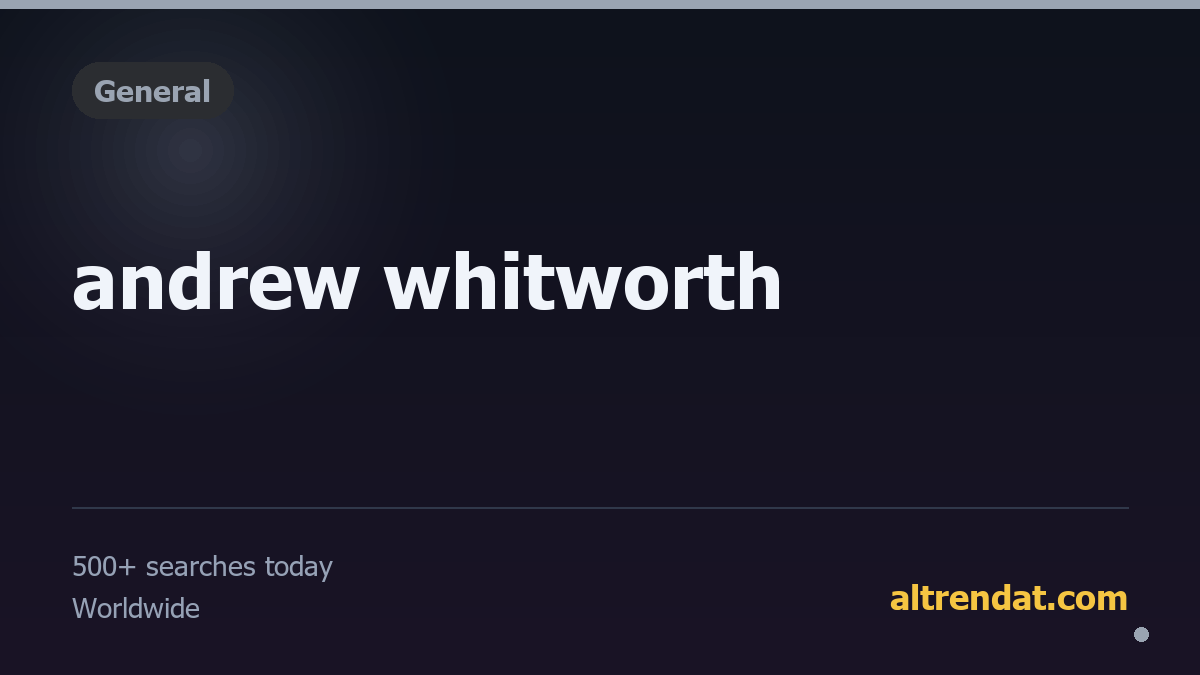 General
andrew whitworth
500+ searches today
Worldwide
altrendat.com